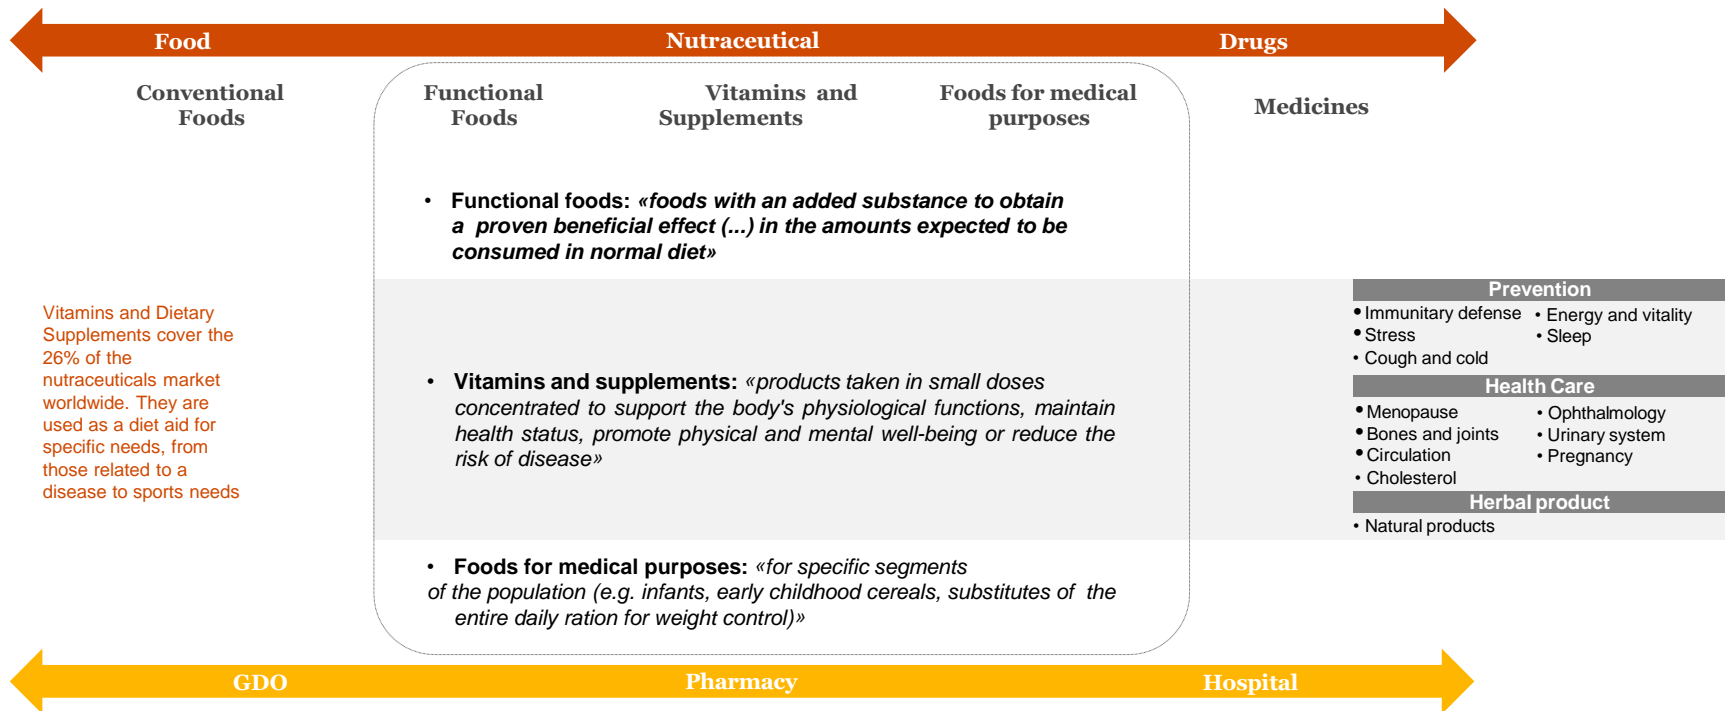 Food Nutraceutical Drugs
Conventional
Foods
Functional
Foods
Vitamins and
Supplements
Foods for medical
purposes
Medicines
• Functional foods: «foods with an added substance to obtain
a proven beneficial effect (...) in the amounts expected to be
consumed in normal diet»
Vitamins and Dietary
Supplements cover the
26% of the
nutraceuticals market
worldwide. They are
used as a diet aid for
specific needs, from
those related to a
disease to sports needs
• Vitamins and supplements: «products taken in small doses
concentrated to support the body's physiological functions, maintain
health status, promote physical and mental well-being or reduce the
risk of disease»
Prevention
• Immunitary defense
• Stress
• Cough and cold
• Energy and vitality
• Sleep
Health Care
• Menopause
• Bones and joints
• Circulation
• Cholesterol
• Ophthalmology
• Urinary system
• Pregnancy
Herbal product
• Natural products
• Foods for medical purposes: «for specific segments
of the population (e.g. infants, early childhood cereals, substitutes of the
entire daily ration for weight control)»
GDO Pharmacy Hospital